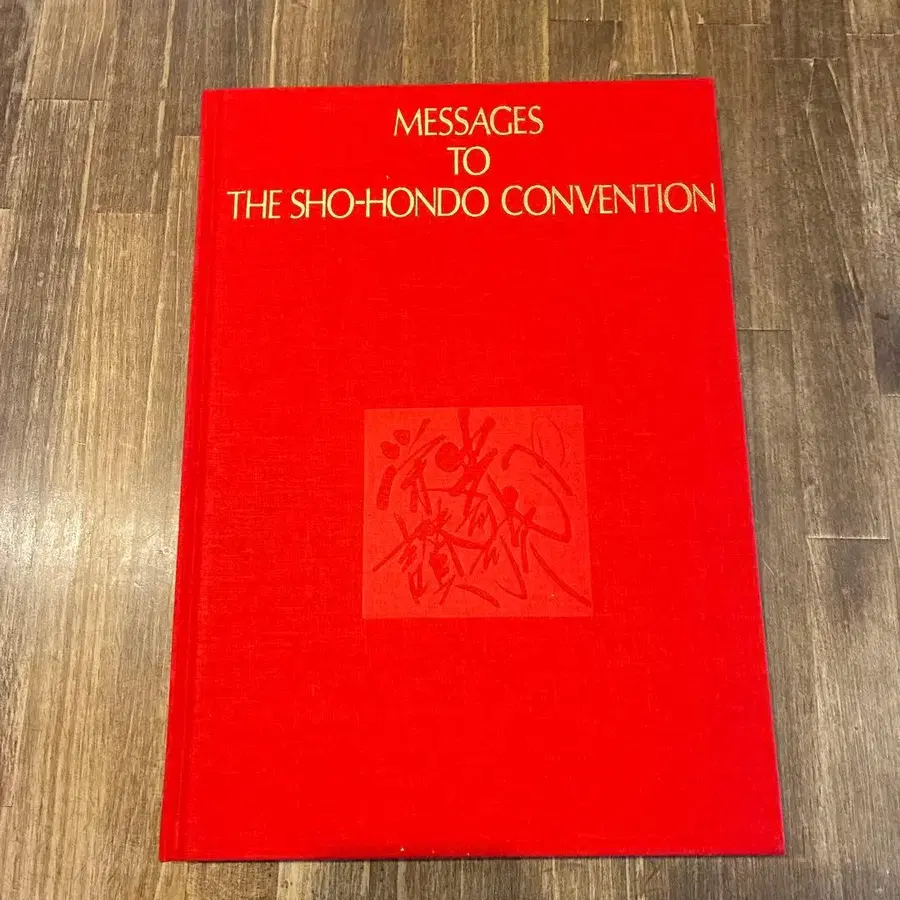 MESSAGES
TO
THE SHO-HONDO CONVENTION